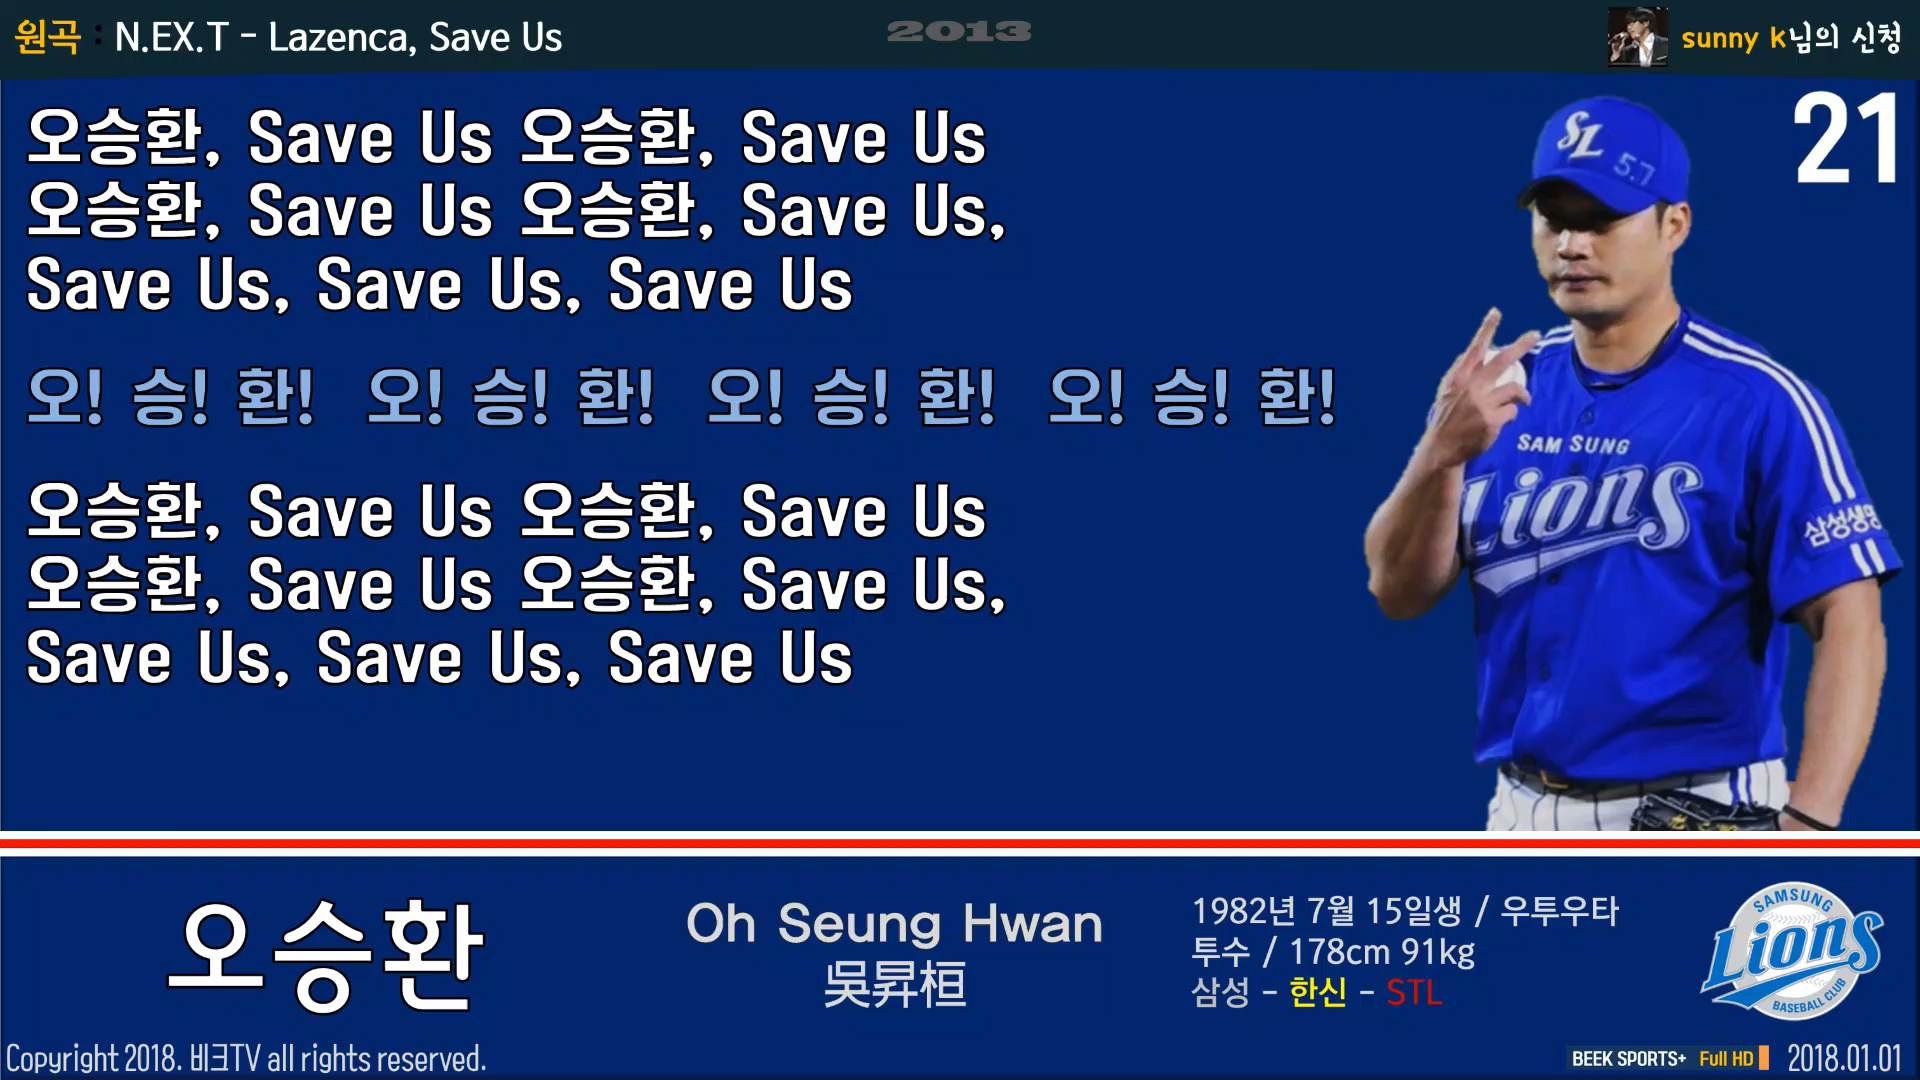 원곡 : N.EX.T - Lazenca, Save Us
2013
sunny k님의 신청
21
오승환, Save Us 오승환, Save Us
오승환, Save Us 오승환, Save Us,
Save Us, Save Us, Save Us
오! 승! 환! 오! 승! 환! 오! 승! 환! 오! 승! 환!
오승환, Save Us 오승환, Save Us
오승환, Save Us 오승환, Save Us,
Save Us, Save Us, Save Us
SL
5.7
SAM SUNG
Lions
삼성생명
오승환
Oh Seung Hwan
吳昇桓
1982년 7월 15일생 / 우투우타
투수 / 178cm 91kg
삼성 - 한신 - STL
SAMSUNG
Lions
BASEBALL CLUB
Copyright 2018. 비크TV all rights reserved.
BEEK SPORTS+ Full HD
2018.01.01